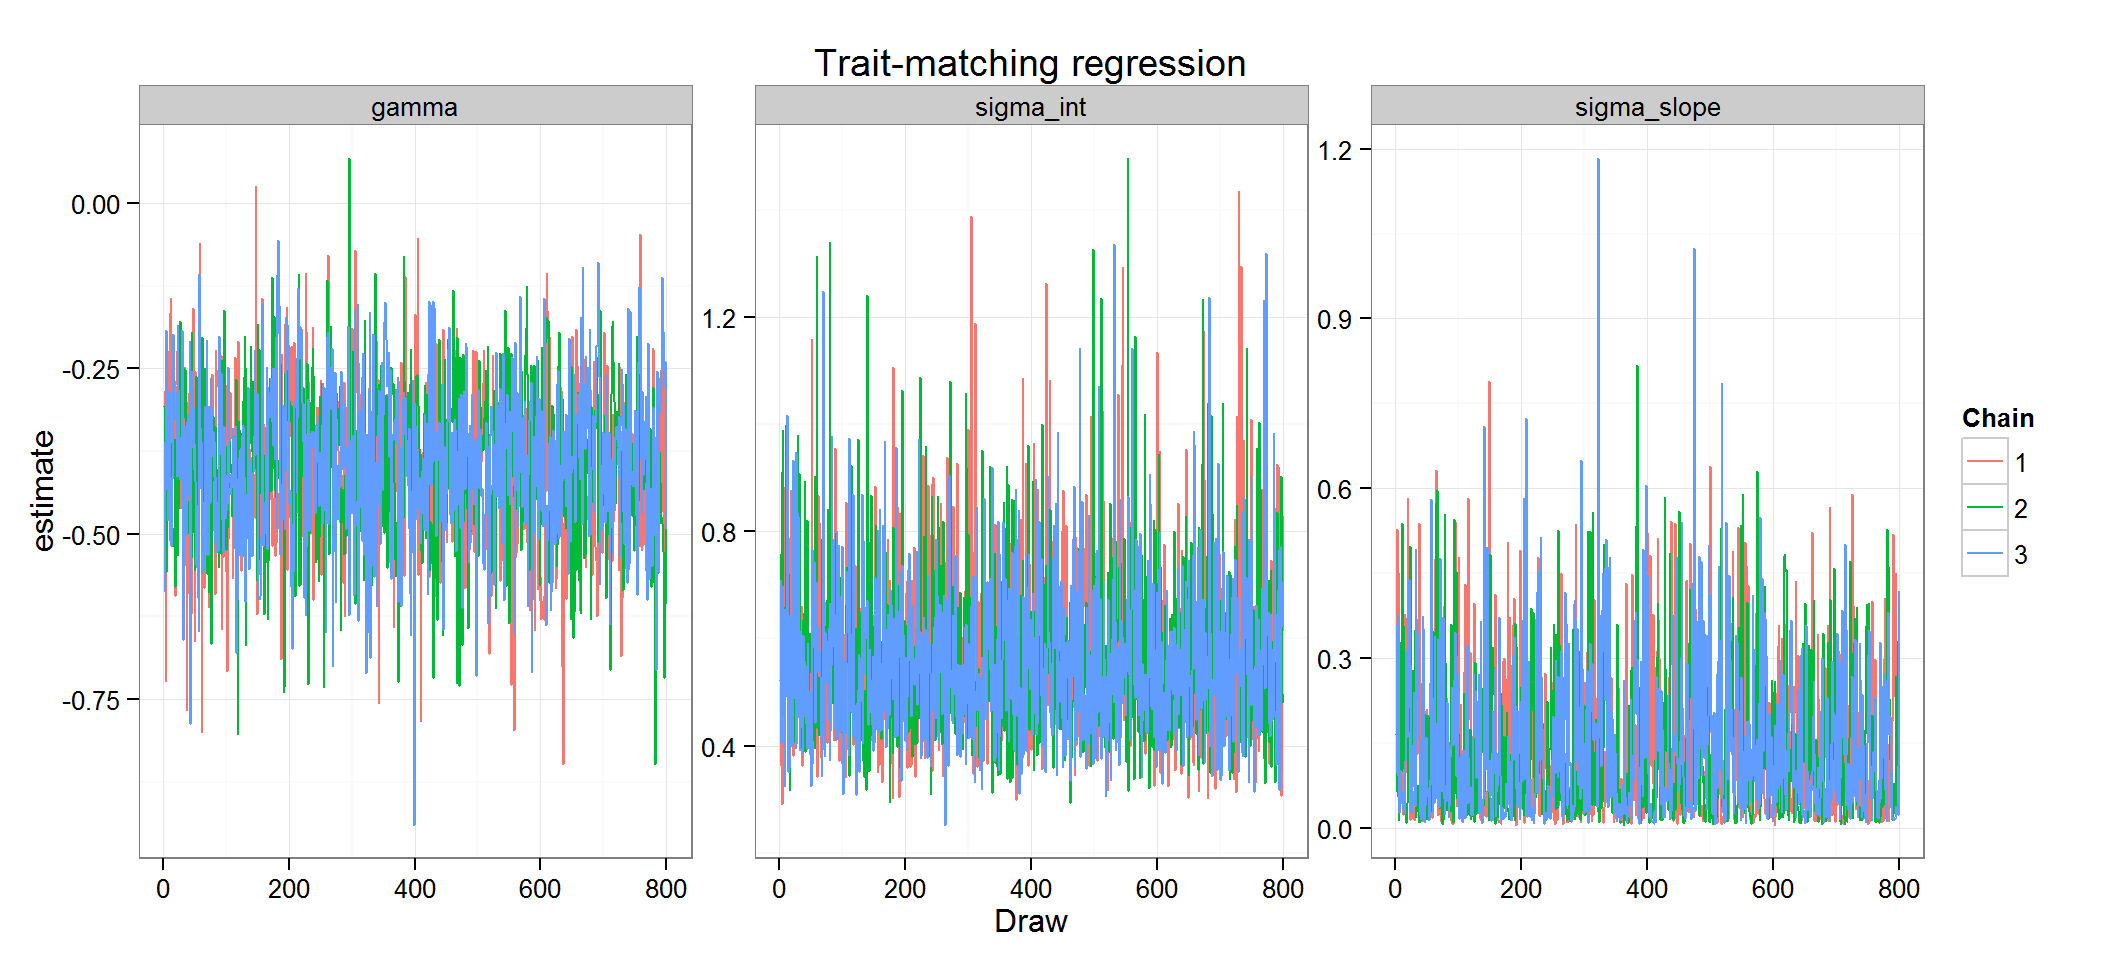 Trait-matching regression
gamma
sigma_int
sigma_slope
estimate
0.00
-0.25
-0.50
-0.75
1.2
0.8
0.4
1.2
0.9
0.6
0.3
0.0
0 200 400 600 800
0 200 400 600 800
0 200 400 600 800
Draw
Chain
1
2
3